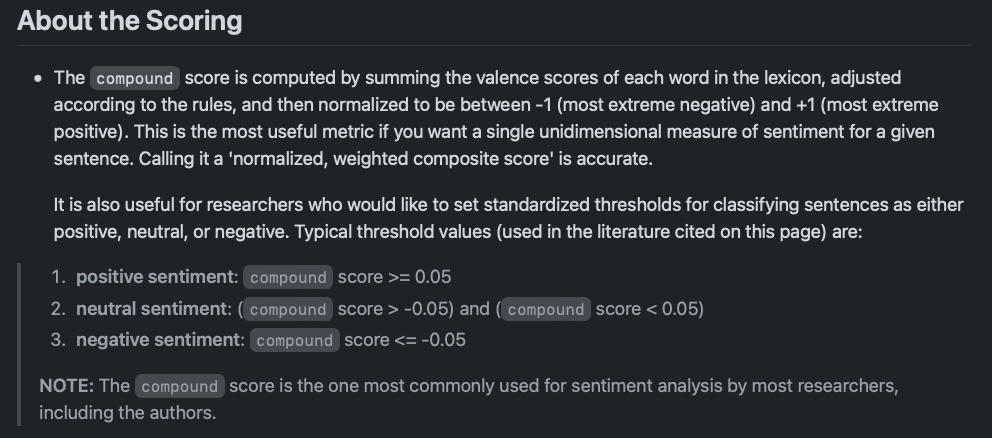 About the Scoring
• The compound score is computed by summing the valence scores of each word in the lexicon, adjusted
according to the rules, and then normalized to be between -1 (most extreme negative) and +1 (most extreme
positive). This is the most useful metric if you want a single unidimensional measure of sentiment for a given
sentence. Calling it a 'normalized, weighted composite score' is accurate.
It is also useful for researchers who would like to set standardized thresholds for classifying sentences as either
positive, neutral, or negative. Typical threshold values (used in the literature cited on this page) are:
1. positive sentiment: compound score >= 0.05
2. neutral sentiment: (compound score > -0.05) and (compound score < 0.05)
3. negative sentiment: compound score <= -0.05
NOTE: The compound score is the one most commonly used for sentiment analysis by most researchers,
including the authors.